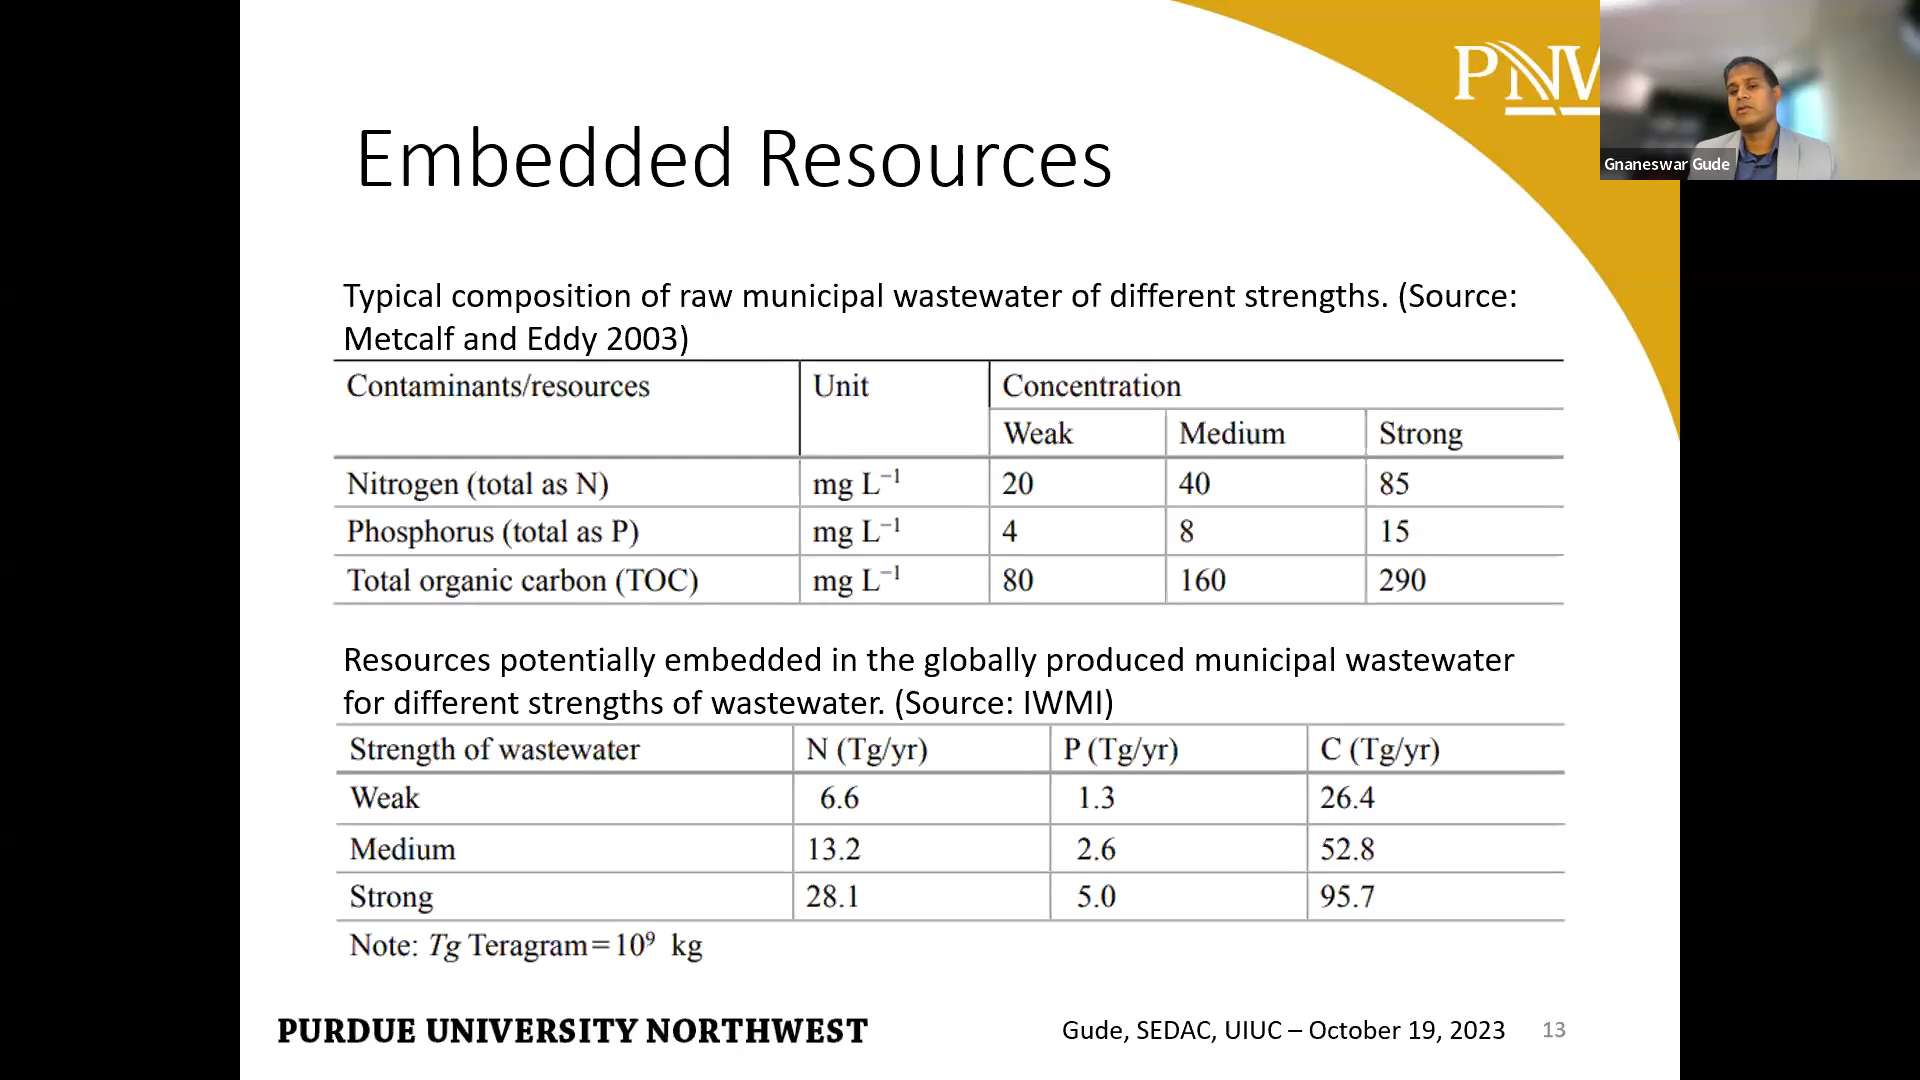 PNW
Gnaneswar Gude
Embedded Resources
Typical composition of raw municipal wastewater of different strengths. (Source:
Metcalf and Eddy 2003)
Contaminants/resources Unit Concentration
Weak Medium Strong
Nitrogen (total as N) mg L⁻¹ 20 40 85
Phosphorus (total as P) mg L⁻¹ 4 8 15
Total organic carbon (TOC) mg L⁻¹ 80 160 290
Resources potentially embedded in the globally produced municipal wastewater
for different strengths of wastewater. (Source: IWMI)
Strength of wastewater N (Tg/yr) P (Tg/yr) C (Tg/yr)
Weak 6.6 1.3 26.4
Medium 13.2 2.6 52.8
Strong 28.1 5.0 95.7
Note: Tg Teragram=10⁹ kg
PURDUE UNIVERSITY NORTHWEST
Gude, SEDAC, UIUC – October 19, 2023 13